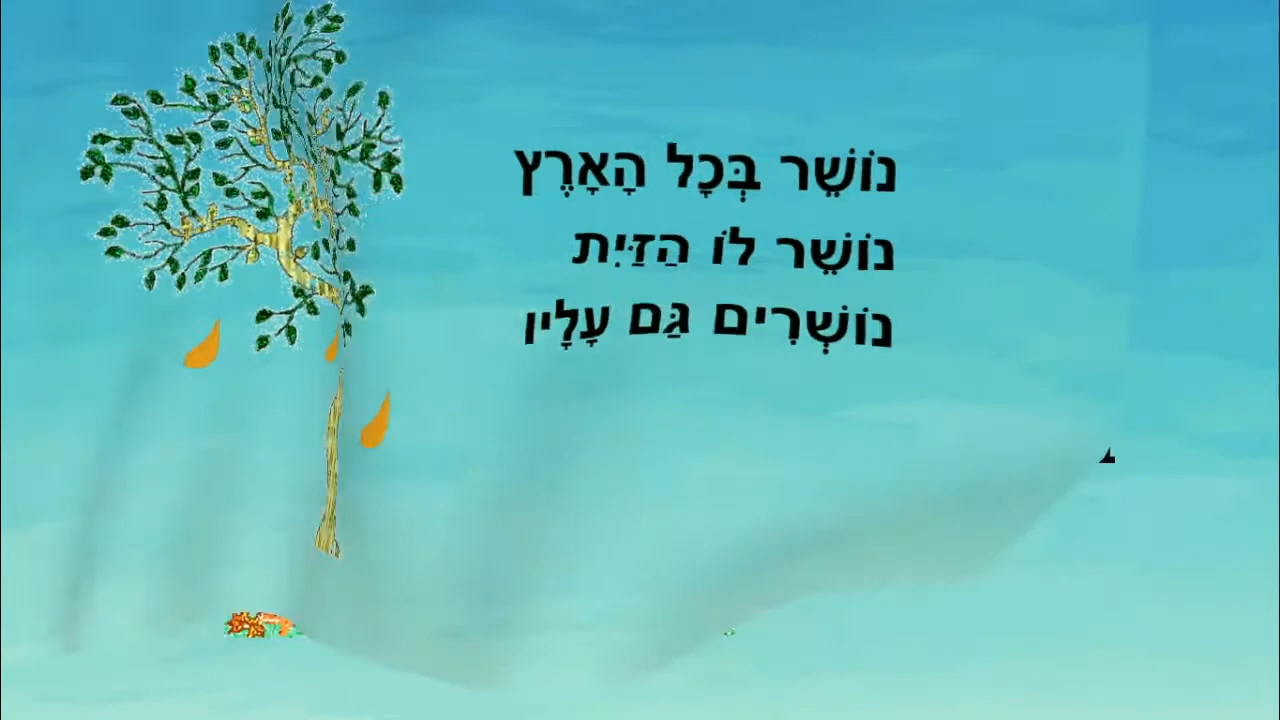 נוֹשֵׁר בְּכָל הָאָרֶץ
נוֹשֵׁר לוֹ הַזַּיִת
נוֹשְׁרִים גַּם עָלָיו